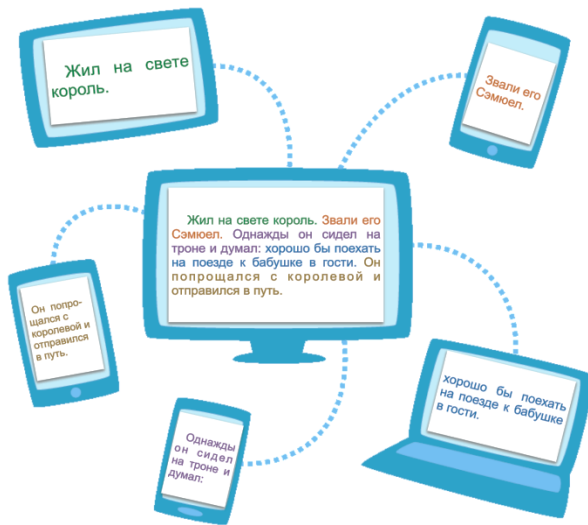 Жил на свете
король.
Звали его
Сэмюел.
Жил на свете король. Звали его
Сэмюел. Однажды он сидел на
троне и думал: хорошо бы поехать
на поезде к бабушке в гости. Он
попрощался с королевой и
отправился в путь.
Он попро-
щался с
королевой и
отправился
в путь.
Однажды
он сидел
на троне и
думал:
хорошо бы поехать
на поезде к бабушке
в гости.